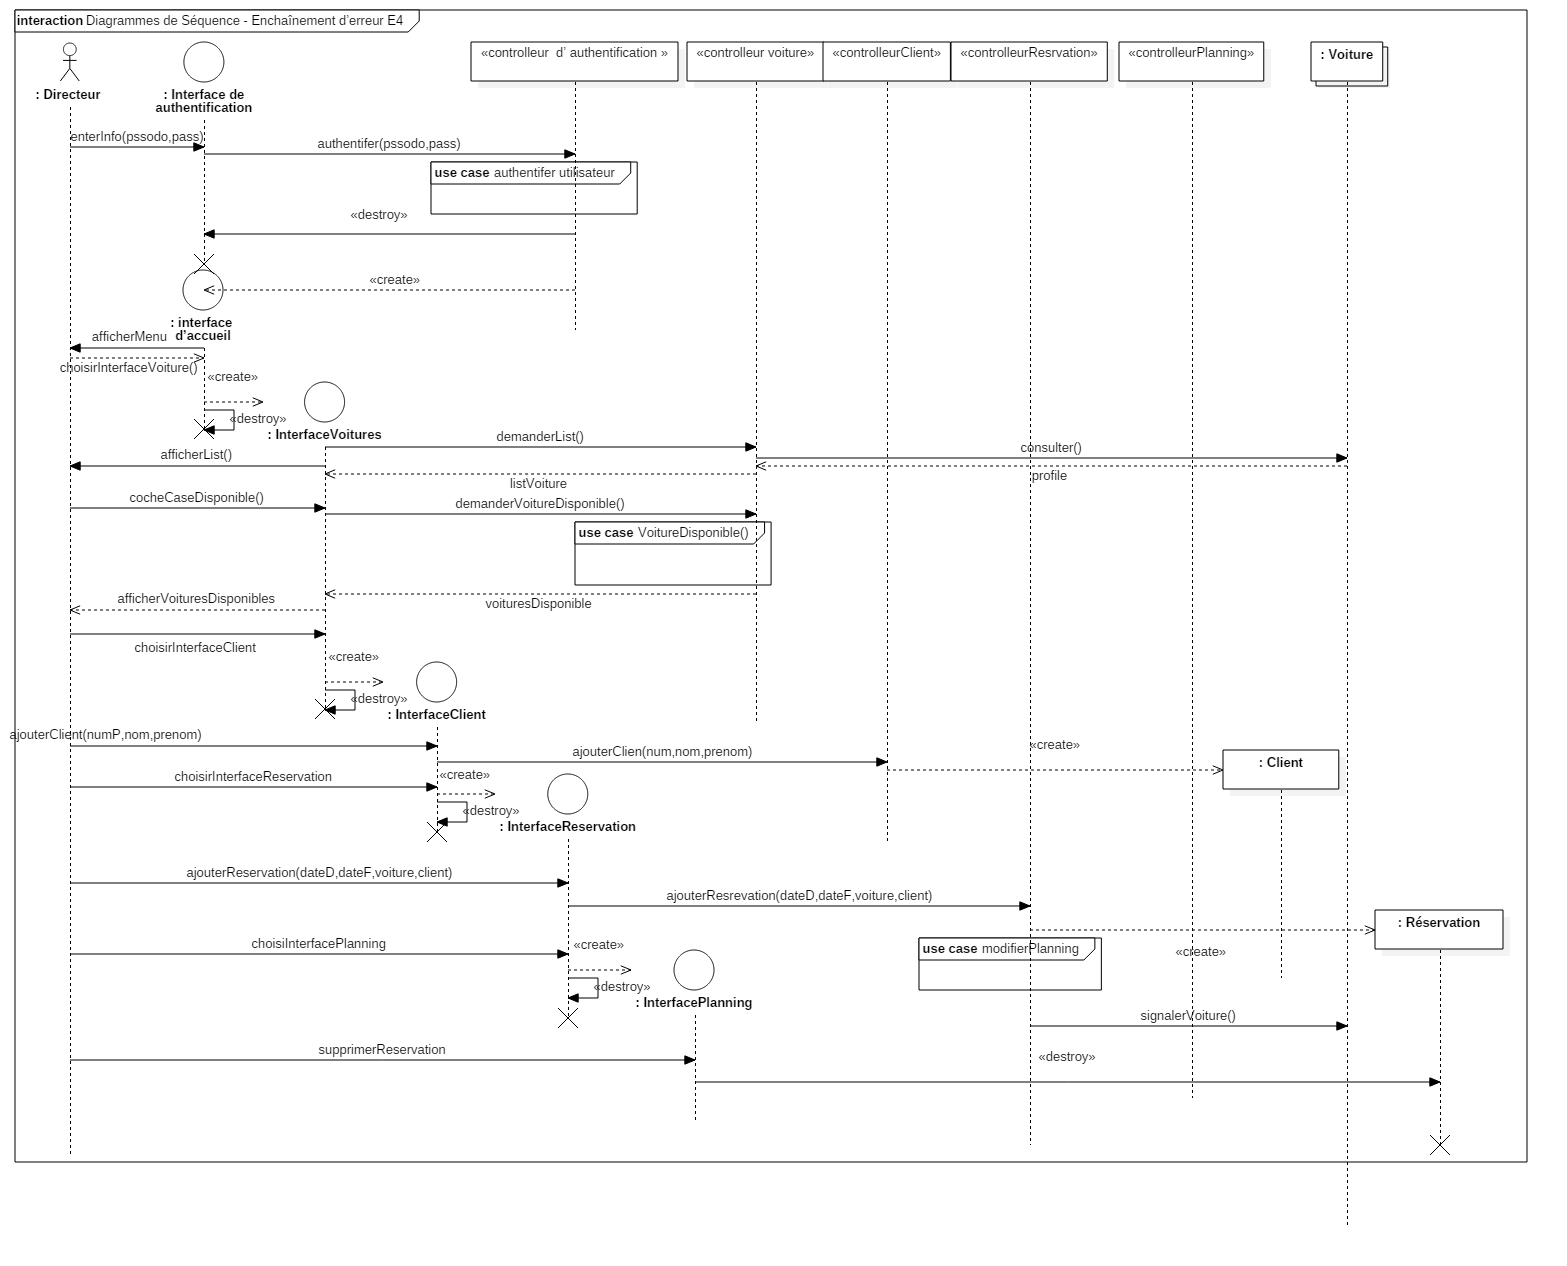 interaction Diagrammes de Séquence - Enchaînement d'erreur E4
«controlleur  d' authentification »
«controlleur voiture»
«controlleurClient»
«controlleurResrvation»
«controlleurPlanning»
: Voiture
: Directeur
: Interface de
authentification
enterInfo(pssodo,pass)
authentifer(pssodo,pass)
use case authentifer utilisateur
«destroy»
«create»
: interface
d'accueil
afficherMenu
choisirInterfaceVoiture()
«create»
«destroy»
: InterfaceVoitures
demanderList()
consulter()
afficherList()
listVoiture
profile
cocheCaseDisponible()
demanderVoitureDisponible()
use case VoitureDisponible()
afficherVoituresDisponibles
voituresDisponible
choisirInterfaceClient
«create»
«destroy»
: InterfaceClient
ajouterClient(numP,nom,prenom)
ajouterClien(num,nom,prenom)
«create»
: Client
choisirInterfaceReservation
«create»
«destroy»
: InterfaceReservation
ajouterReservation(dateD,dateF,voiture,client)
ajouterResrevation(dateD,dateF,voiture,client)
: Réservation
choisiInterfacePlanning
«create»
use case modifierPlanning
«create»
«destroy»
: InterfacePlanning
signalerVoiture()
supprimerReservation
«destroy»